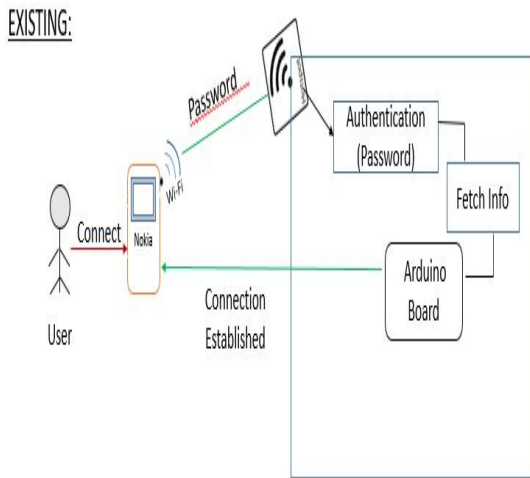 EXISTING:
Password
Wi-Fi
Authentication
(Password)
Fetch Info
Connect
Nokia
User
Connection
Established
Arduino
Board